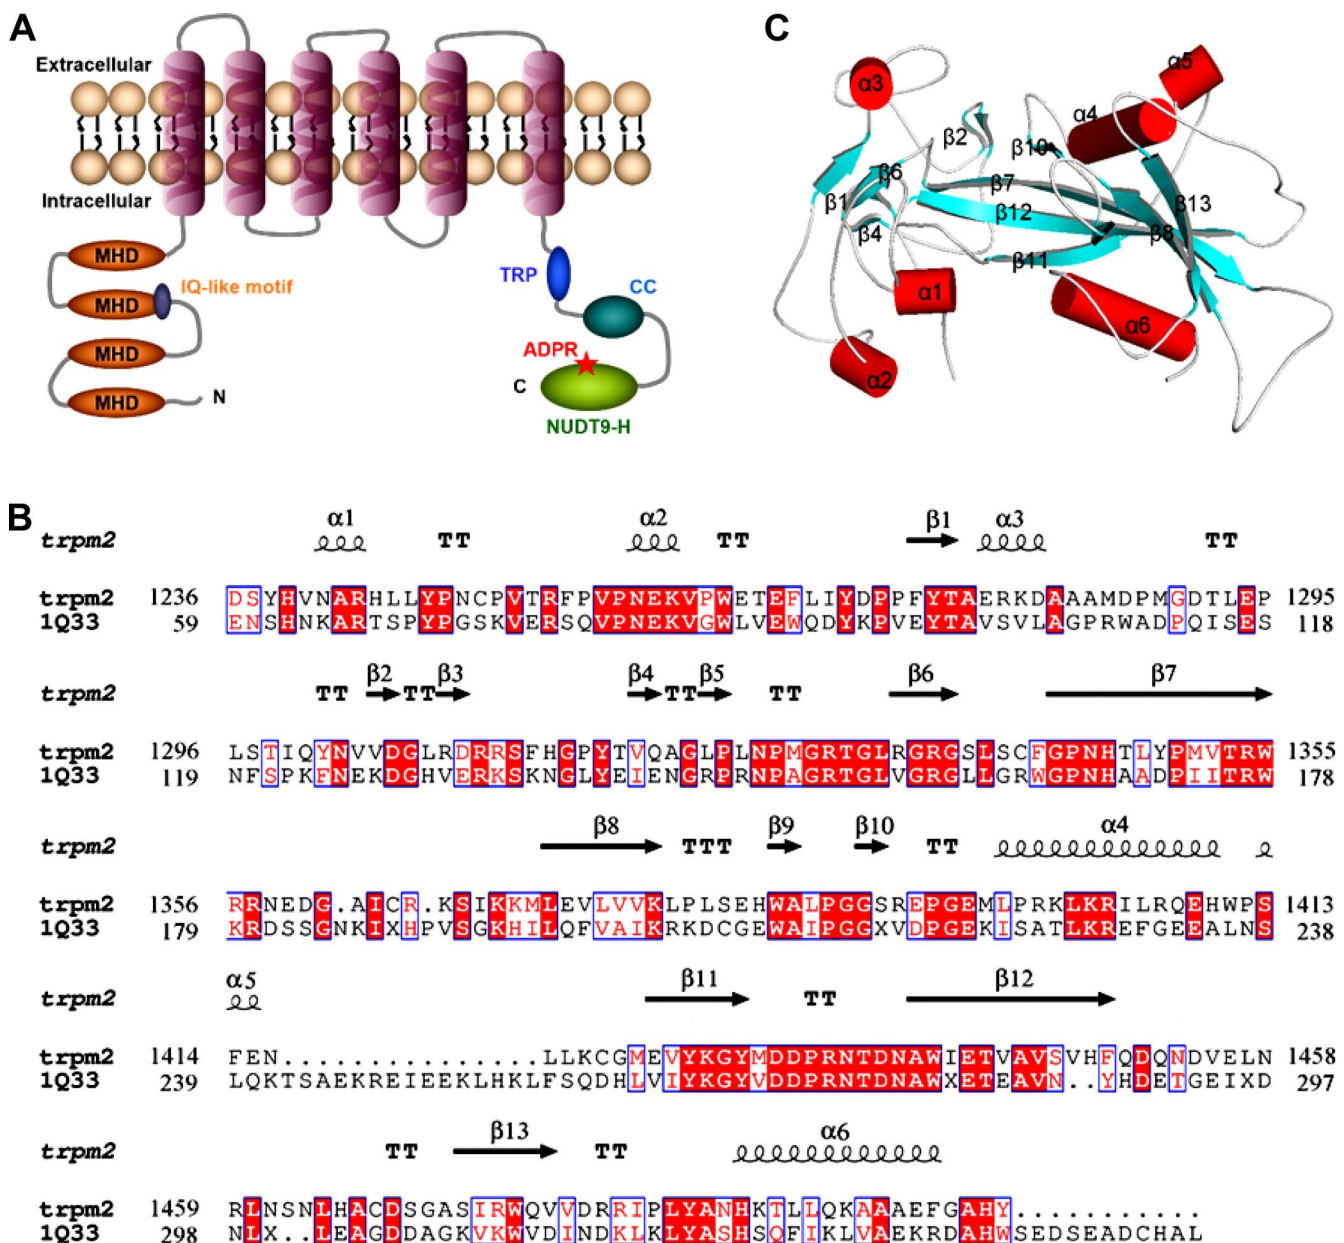 A
Extracellular
Intracellular
MHD
MHD
IQ-like motif
MHD
MHD
N
TRP
CC
ADPR
C
NUDT9-H
C
α3
α5
α4
β2
β10
β6
β7
β1
β12
β13
β4
β8
β11
α1
α6
α2
B
α1 α2 β1 α3
trpm2 TT TT TT
trpm2 1236 DSYHVNARHLLYPNCPVTRFPVPNEKVPWETEFLIYDPPFYTAERKDAAAMDPMGDTLEP 1295
1Q33 59 ENSHNKARTSPYPGSKVERSQVPNEKVGWLVEWQDYKPVEYTAVSVLAGPRWADPQISES 118
β2 β3 β4 β5 β6 β7
trpm2 TT TT TT TT
trpm2 1296 LSTIQYNVVDGLRDRRSFHGPYTVQAGLPLNPMGRTGLRGRGSLSCFGPNHTLYPMVTRW 1355
1Q33 119 NFSPKFNEKDGHVERKSKNGLYEIENGRPRNPAGRTGLVGRGLLGRWGPNHAADPIITRW 178
β8 β9 β10 α4
trpm2 TTT TT
trpm2 1356 RRNEDG.AICR.KSIKKMLEVLVVKLPLSEHWALPGGSREPGEMLPRKLKRILRQEHWPS 1413
1Q33 179 KRDSSGNKIXHPVSGKHILQFVAIKRKDCGEWAIPGGXVDPGEKISATLKREFGEEALNS 238
α5 β11 β12
trpm2 TT
trpm2 1414 FEN...............LLKCGMEVYKGYMDDPRNTDNAWIETVAVSVHFQDQNDVELN 1458
1Q33 239 LQKTSAEKREIEEKLHKLFSQDHLVIYKGYVDDPRNTDNAWXETEAVN..YHDETGEIXD 297
β13 α6
trpm2 TT TT
trpm2 1459 RLNSNLHACDSGASIRWQVVDRRIPLYANHKTLLQKAAAEFGAHY...........
1Q33 298 NLX..LEAGDDAGKVKWVDINDKLKLYASHSQFIKLVAEKRDAHWSEDSEADCHAL